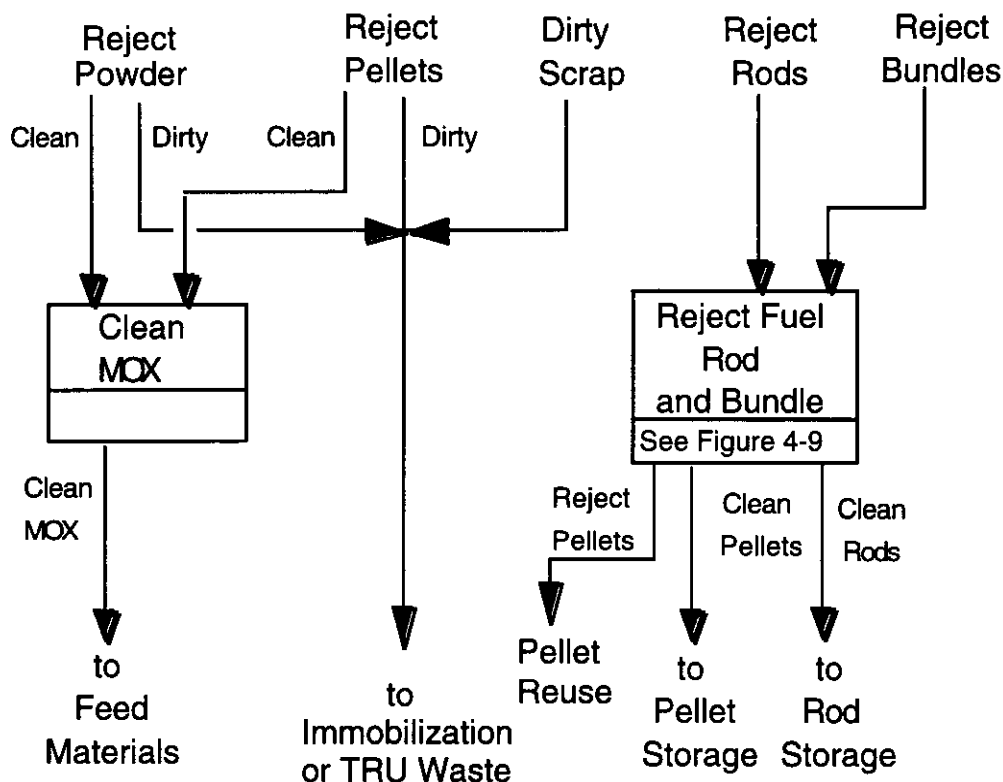 Reject
Powder
Reject
Pellets
Dirty
Scrap
Reject
Rods
Reject
Bundles
Clean
Dirty
Clean
Dirty
Clean
MOX
Reject Fuel
Rod
and Bundle
See Figure 4-9
Clean
MOX
Reject
Pellets
Clean
Pellets
Clean
Rods
to
Feed
Materials
to
Immobilization
or TRU Waste
Pellet
Reuse
to
Pellet
Storage
to
Rod
Storage